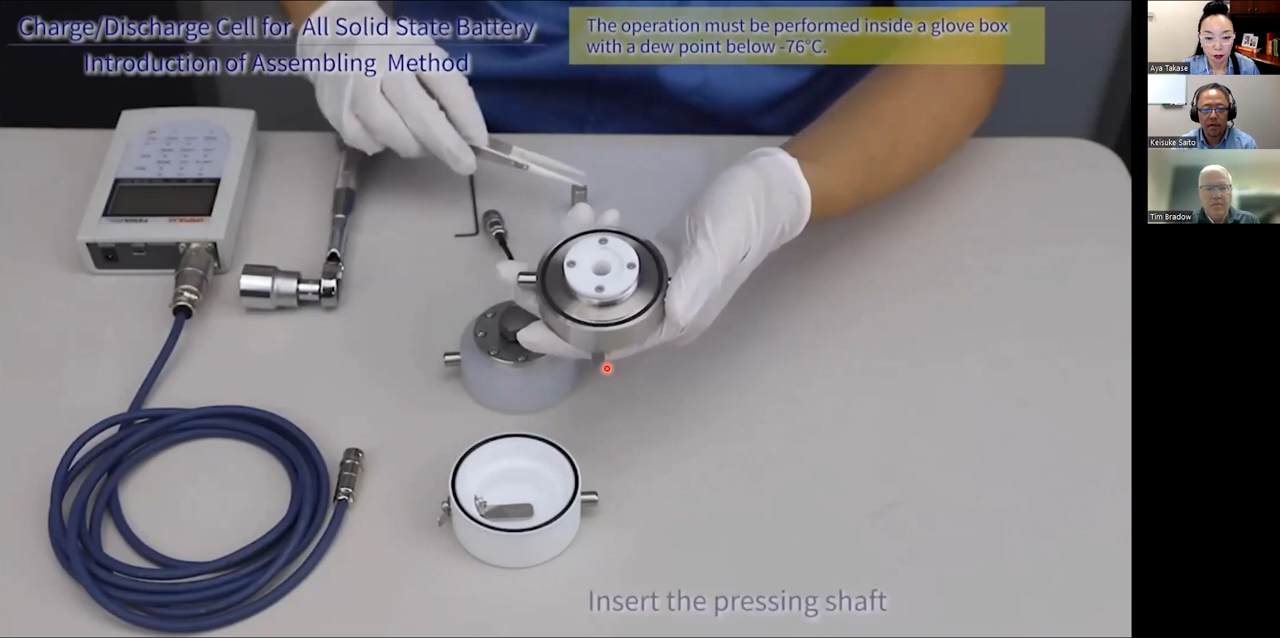 Charge/Discharge Cell for All Solid State Battery
Introduction of Assembling Method
The operation must be performed inside a glove box
with a dew point below -76°C.
Aya Takase
Keisuke Saito
Tim Bradow
Insert the pressing shaft